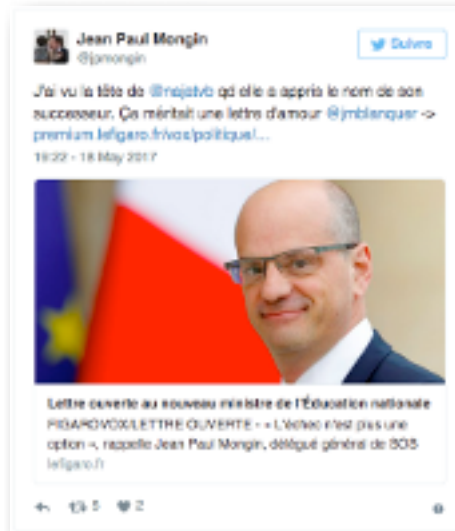 Jean Paul Mongin
@jpmongin
Suivre
J'ai vu la tête de @najatvb qd elle a appris le nom de son
successeur. Ça méritait une lettre d'amour @jmblanquer ->
premium.lefigaro.fr/vox/politique/...
19:22 - 18 May 2017
Lettre ouverte au nouveau ministre de l'Éducation nationale
FIGAROVOX/LETTRE OUVERTE - « L'échec n'est plus une
option », rappelle Jean Paul Mongin, délégué général de SOS
lefigaro.fr
5 2